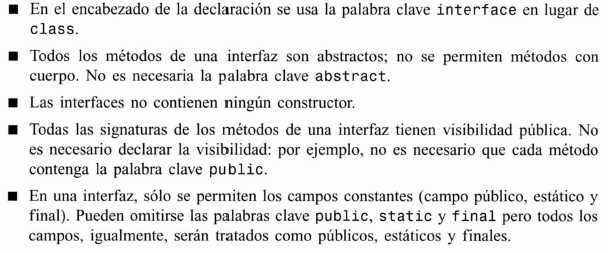 ■ En el encabezado de la declaración se usa la palabra clave interface en lugar de
class.
■ Todos los métodos de una interfaz son abstractos; no se permiten métodos con
cuerpo. No es necesaria la palabra clave abstract.
■ Las interfaces no contienen ningún constructor.
■ Todas las signaturas de los métodos de una interfaz tienen visibilidad pública. No
es necesario declarar la visibilidad: por ejemplo, no es necesario que cada método
contenga la palabra clave public.
■ En una interfaz, sólo se permiten los campos constantes (campo público, estático y
final). Pueden omitirse las palabras clave public, static y final pero todos los
campos, igualmente, serán tratados como públicos, estáticos y finales.